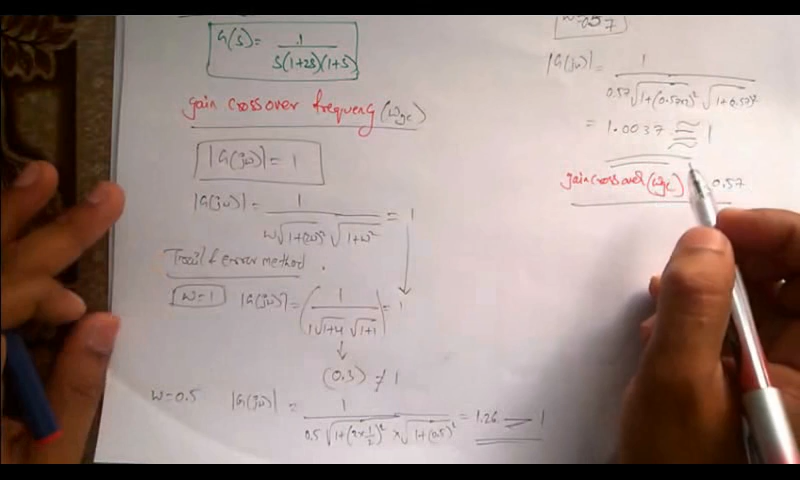 G(s) = 1 / s(1+2s)(1+s)
gain crossover frequency (ωgc)
|G(jω)| = 1
|G(jω)| = 1 / ω√1+(2ω)² √1+ω² = 1
Trail & error method .
ω=1 |G(jω)| = (1 / 1√1+4 √1+1) = 1
(0.3) ≠ 1
ω=0.5 |G(jω)| = 1 / 0.5√1+(2×1/2)² ×√1+(0.5)² = 1.26 > 1
ω=0.57
|G(jω)| = 1 / 0.57√1+(0.57×2)² √1+0.57²
= 1.0037 ≈ 1
gain cross over (ωgc) 0.57